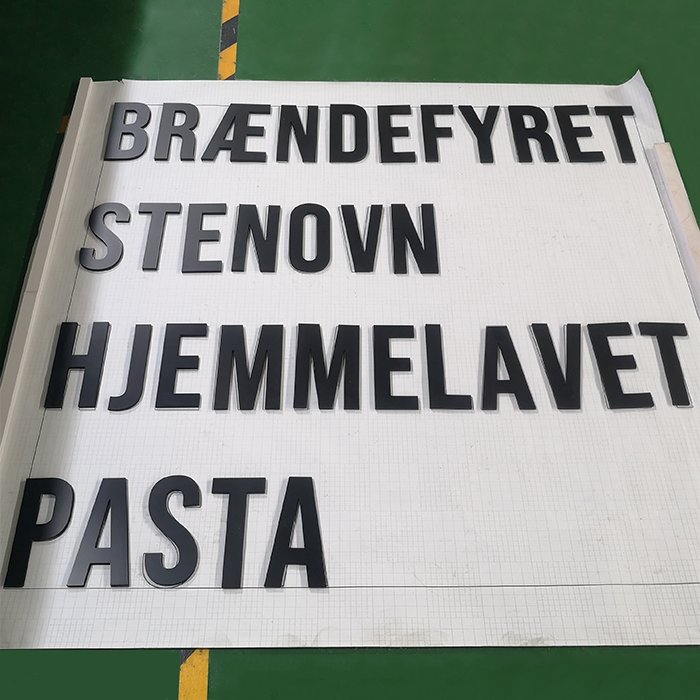 BRÆNDEFYRET
STENOVN
HJEMMELAVET
PASTA